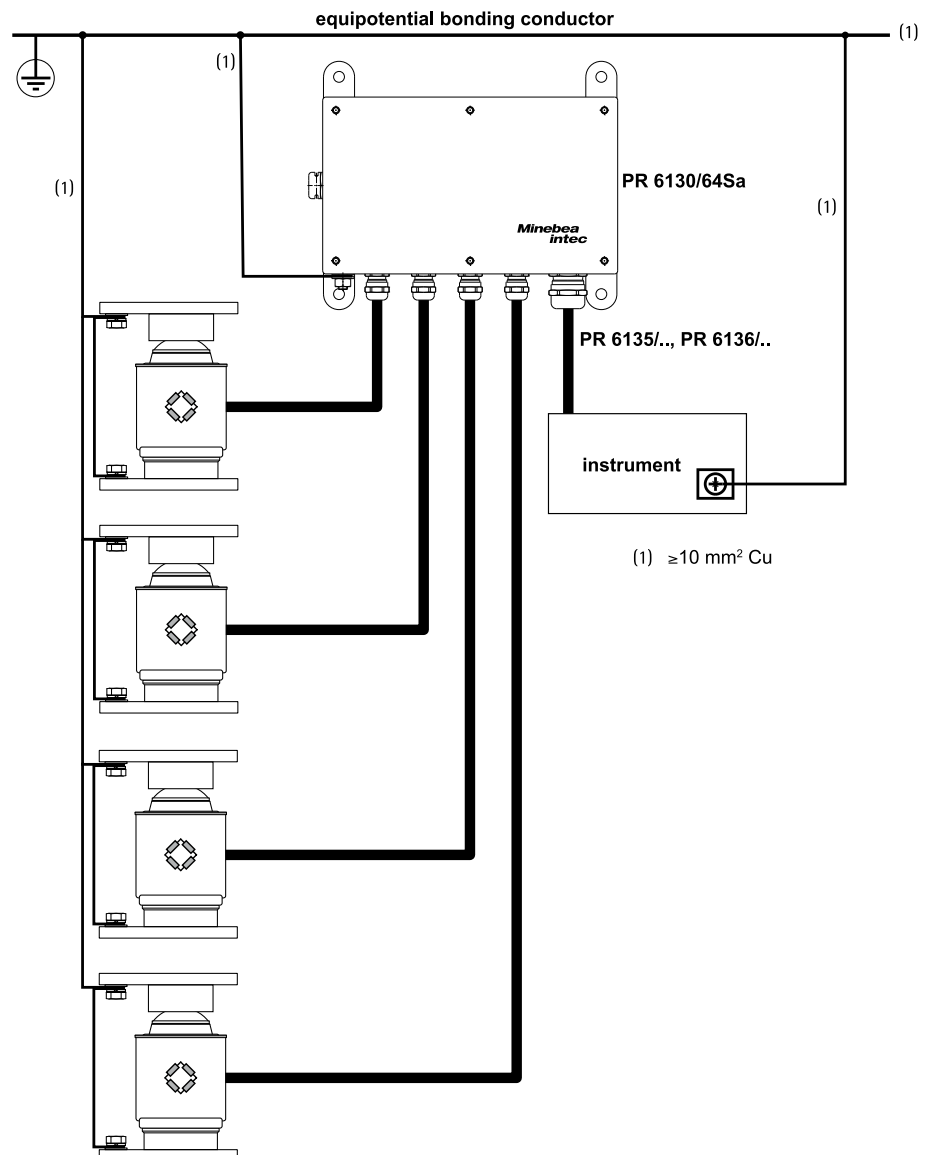 equipotential bonding conductor
(1)
(1)
(1)
PR 6130/64Sa
(1)
Minebea
intec
PR 6135/.., PR 6136/..
instrument
(1) ≥10 mm² Cu